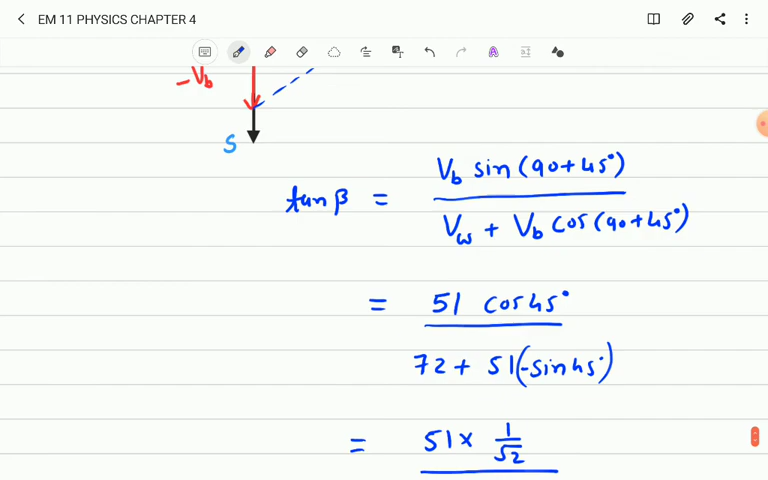 EM 11 PHYSICS CHAPTER 4
-Vb
S
tan β = Vb sin(90+45°) / Vw + Vb cos(90+45°)
= 51 cos45° / 72 + 51(-sin45°)
= 51 × 1/√2